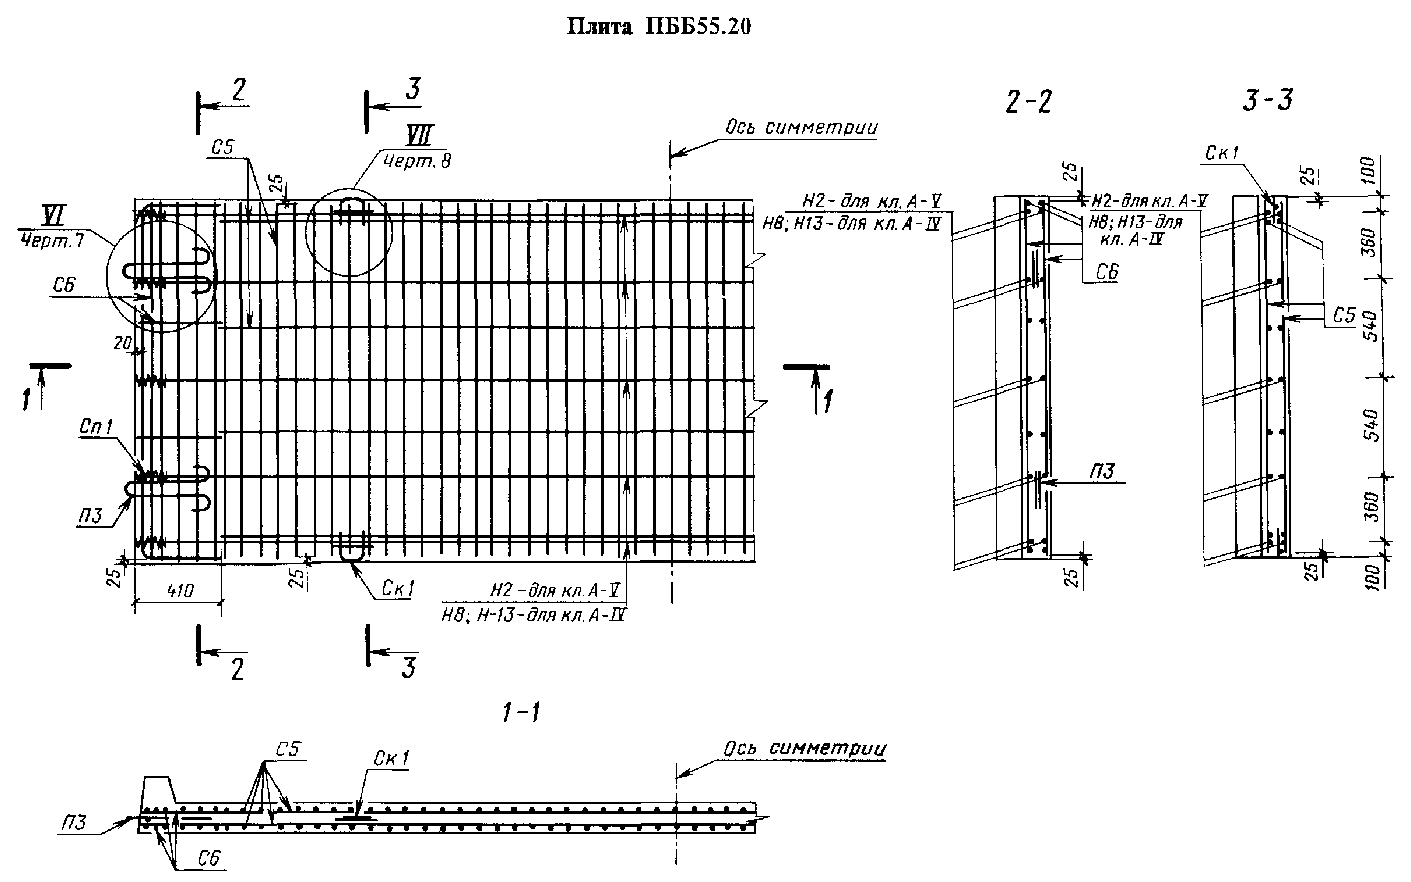 Плита ПББ55.20
2
3
2-2
3-3
VII
Черт. 8
С5
25
Ось симметрии
VI
Черт. 7
Н2-для кл. А-V
Н8; Н13-для кл. А-IV
25
Н2-для кл. А-V
Н8; Н13-для
кл. А-IV
С6
Ск1
25
100
360
С6
20
С5
540
1
1
Сп1
540
П3
П3
360
25
410
25
Ск1
Н2-для кл. А-V
Н8; Н-13-для кл. А-IV
25
25
100
2
3
1-1
С5
Ск1
Ось симметрии
П3
С6